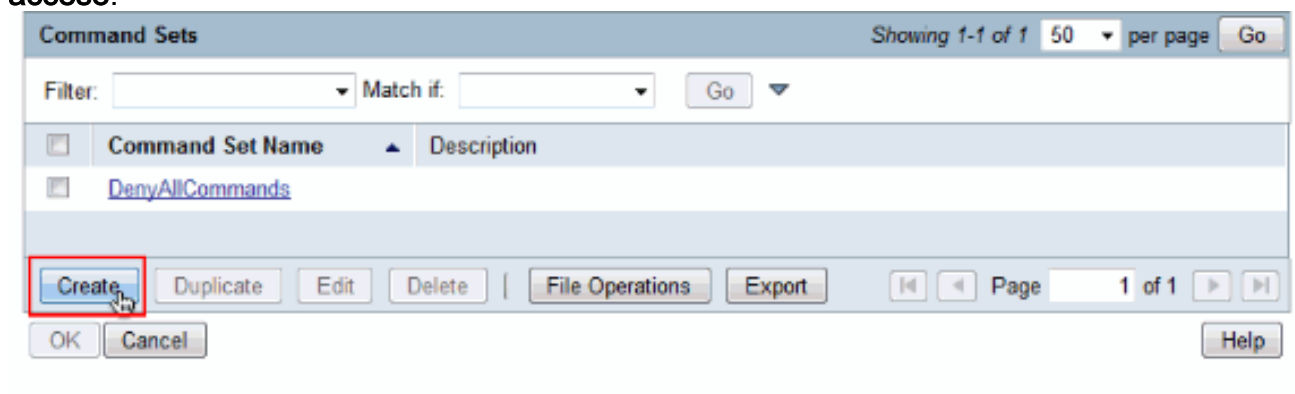 access.
Command Sets Showing 1-1 of 1 50 per page Go
Filter: Match if: Go
Command Set Name Description
DenyAllCommands
Create Duplicate Edit Delete | File Operations Export Page 1 of 1
OK Cancel Help